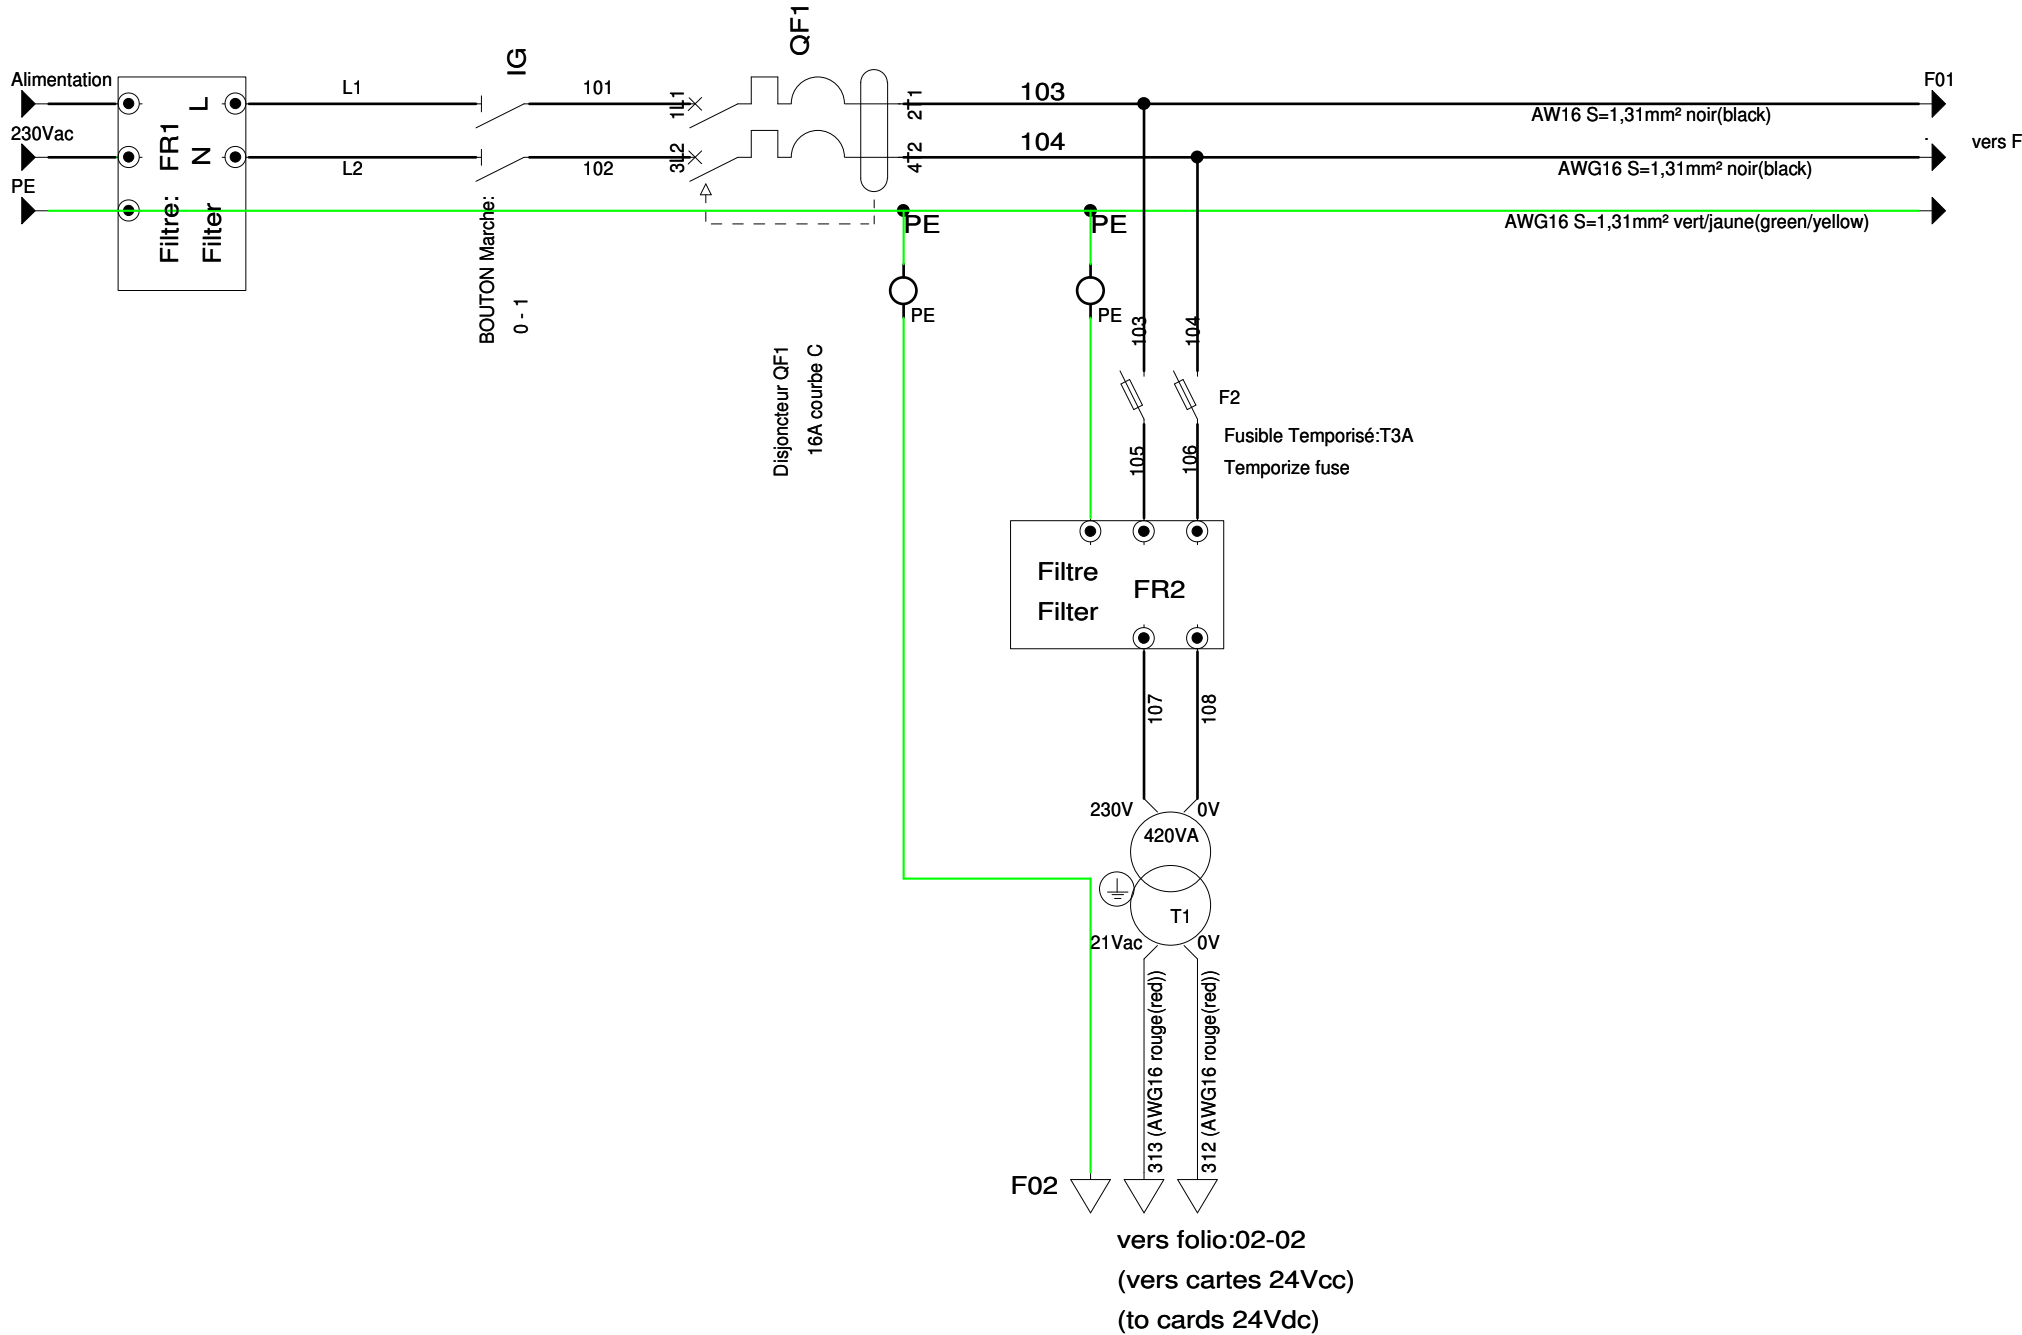 Alimentation
230Vac
PE
Filtre: FR1
Filter
L
N
L1
L2
IG
BOUTON Marche:
0 - 1
101
102
1L1
3L2
QF1
2T1
4T2
Disjoncteur QF1
16A courbe C
103
104
AW16 S=1,31mm² noir(black)
AWG16 S=1,31mm² noir(black)
AWG16 S=1,31mm² vert/jaune(green/yellow)
F01
vers F
PE
PE
PE
PE
103
104
F2
Fusible Temporisé:T3A
Temporize fuse
105
106
Filtre
Filter
FR2
107
108
230V
0V
420VA
T1
21Vac
0V
313 (AWG16 rouge(red))
312 (AWG16 rouge(red))
F02
vers folio:02-02
(vers cartes 24Vcc)
(to cards 24Vdc)